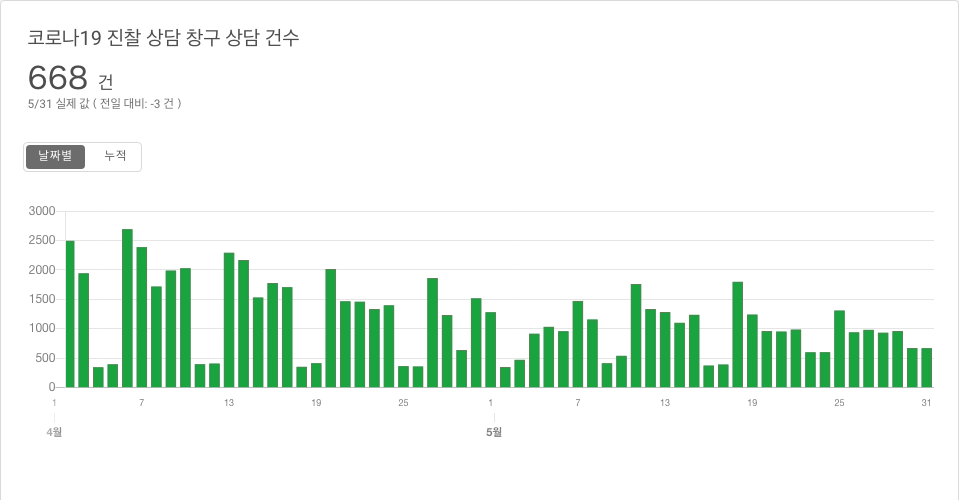 코로나19 진찰 상담 창구 상담 건수
668 건
5/31 실제 값 ( 전일 대비: -3 건 )
날짜별 누적
3000
2500
2000
1500
1000
500
0
1 7 13 19 25 1 7 13 19 25 31
4월 5월